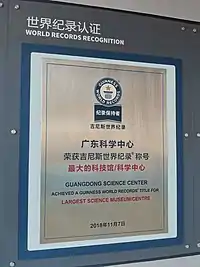 世界纪录认证
WORLD RECORDS RECOGNITION
GUINNESS WORLD RECORDS
纪录保持者
吉尼斯世界纪录
广东科学中心
荣获吉尼斯世界纪录®称号
最大的科技馆/科学中心
GUANGDONG SCIENCE CENTER
ACHIEVED A GUINNESS WORLD RECORDS™ TITLE FOR
LARGEST SCIENCE MUSEUM/CENTRE
2018年11月7日